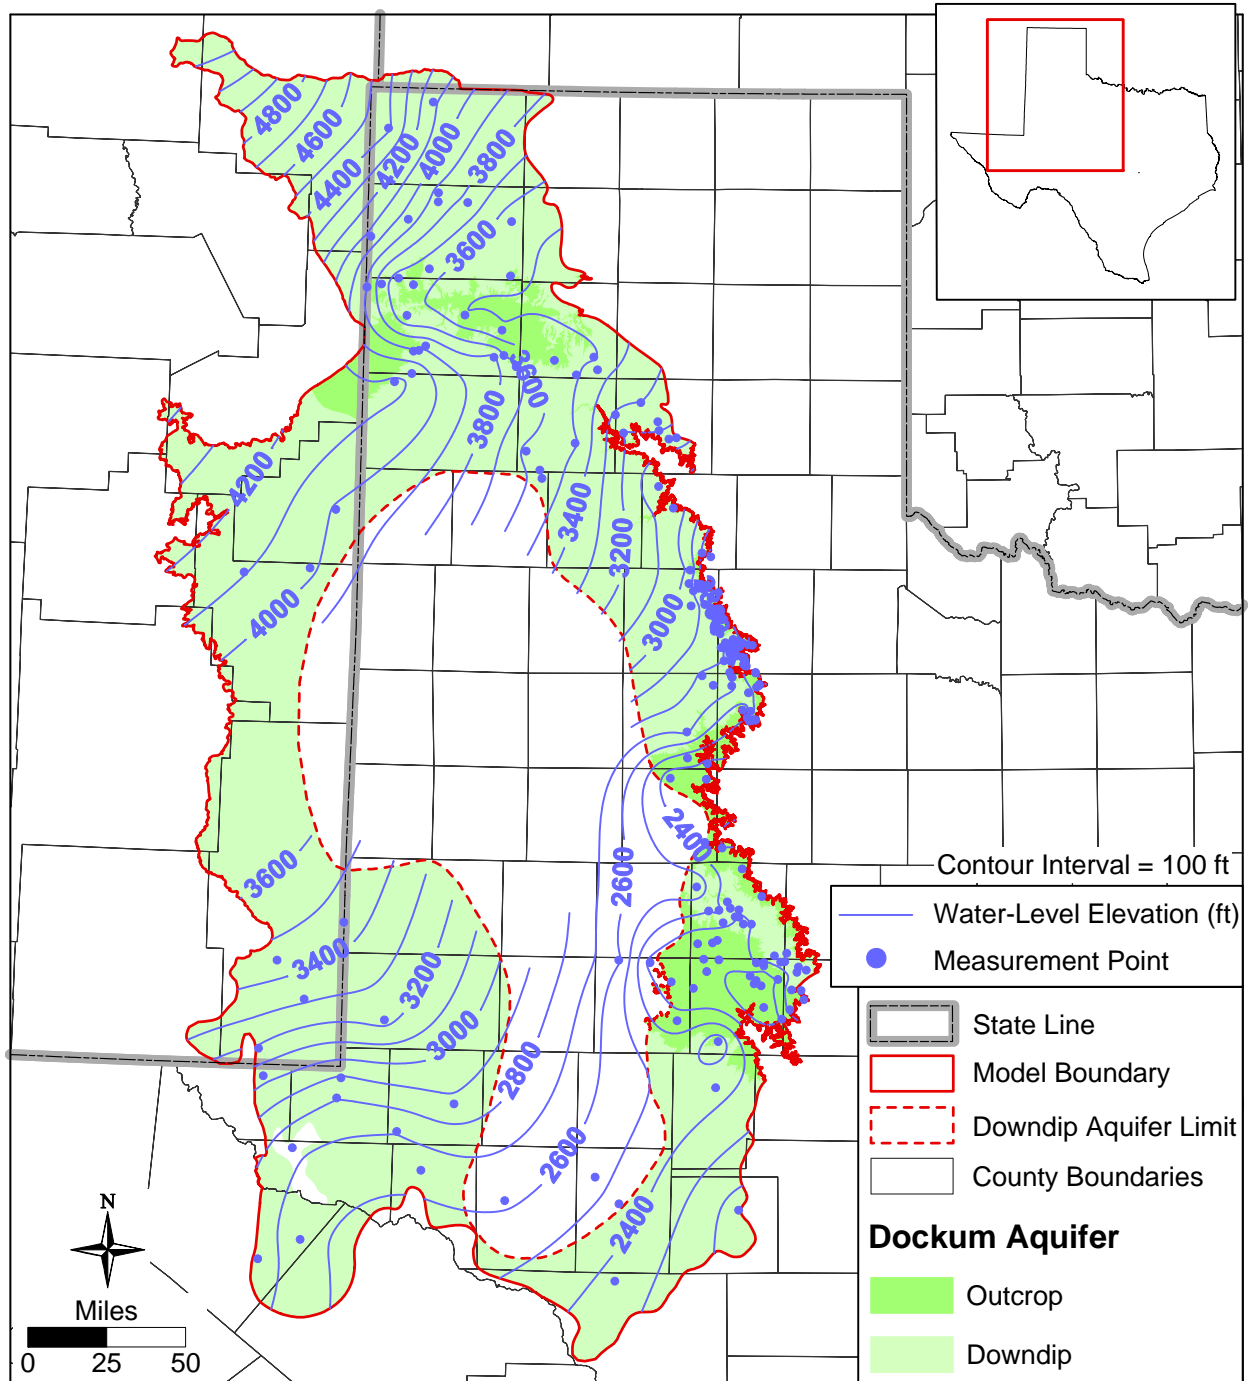 4800
4600
4400
4200
4000
3800
3600
3600
3800
4200
3400
3200
4000
3000
2400
2600
3600
3400
3200
3000
2800
2600
2400
Contour Interval = 100 ft
Water-Level Elevation (ft)
Measurement Point
State Line
Model Boundary
Downdip Aquifer Limit
County Boundaries
Dockum Aquifer
Outcrop
Downdip
N
Miles
0 25 50